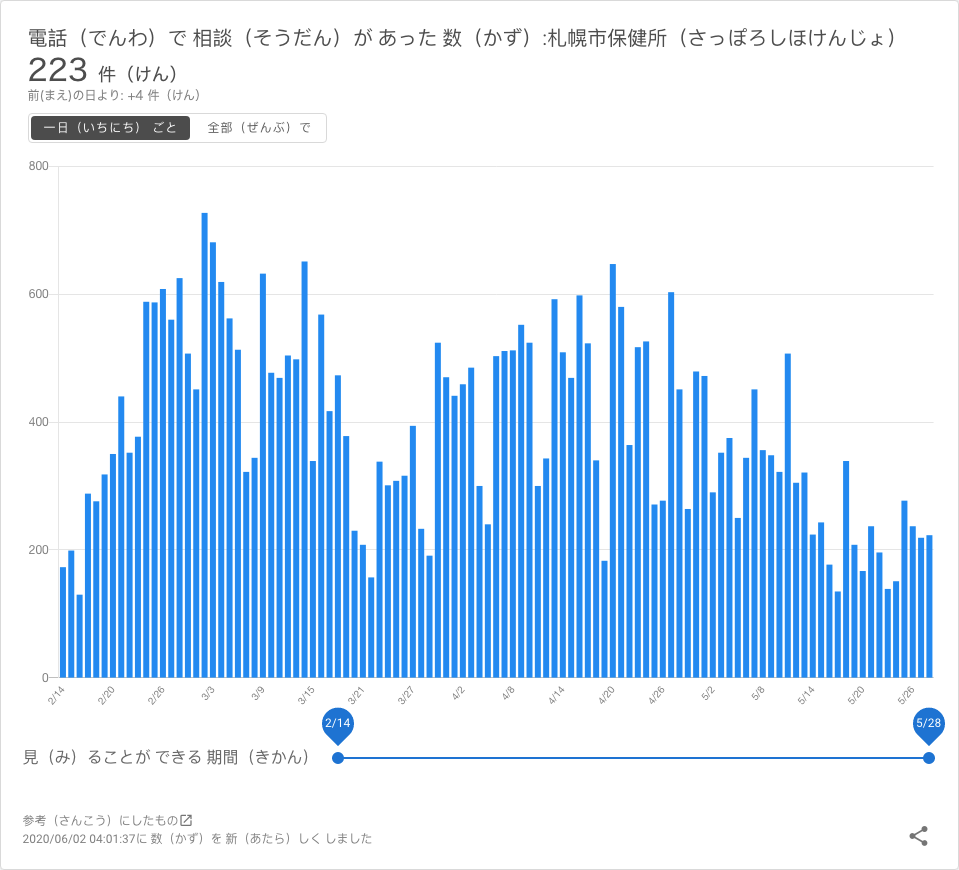 電話（でんわ）で 相談（そうだん）が あった 数（かず）:札幌市保健所（さっぽろしほけんじょ）
223 件（けん）
前(まえ)の日より: +4 件（けん）
一日（いちにち） ごと 全部（ぜんぶ）で
800
600
400
200
0
2/14 2/20 2/26 3/3 3/9 3/15 3/21 3/27 4/2 4/8 4/14 4/20 4/26 5/2 5/8 5/14 5/20 5/26
2/14 5/28
見（み）ることが できる 期間（きかん）
参考（さんこう）にしたもの
2020/06/02 04:01:37に 数（かず）を 新（あたら）しく しました